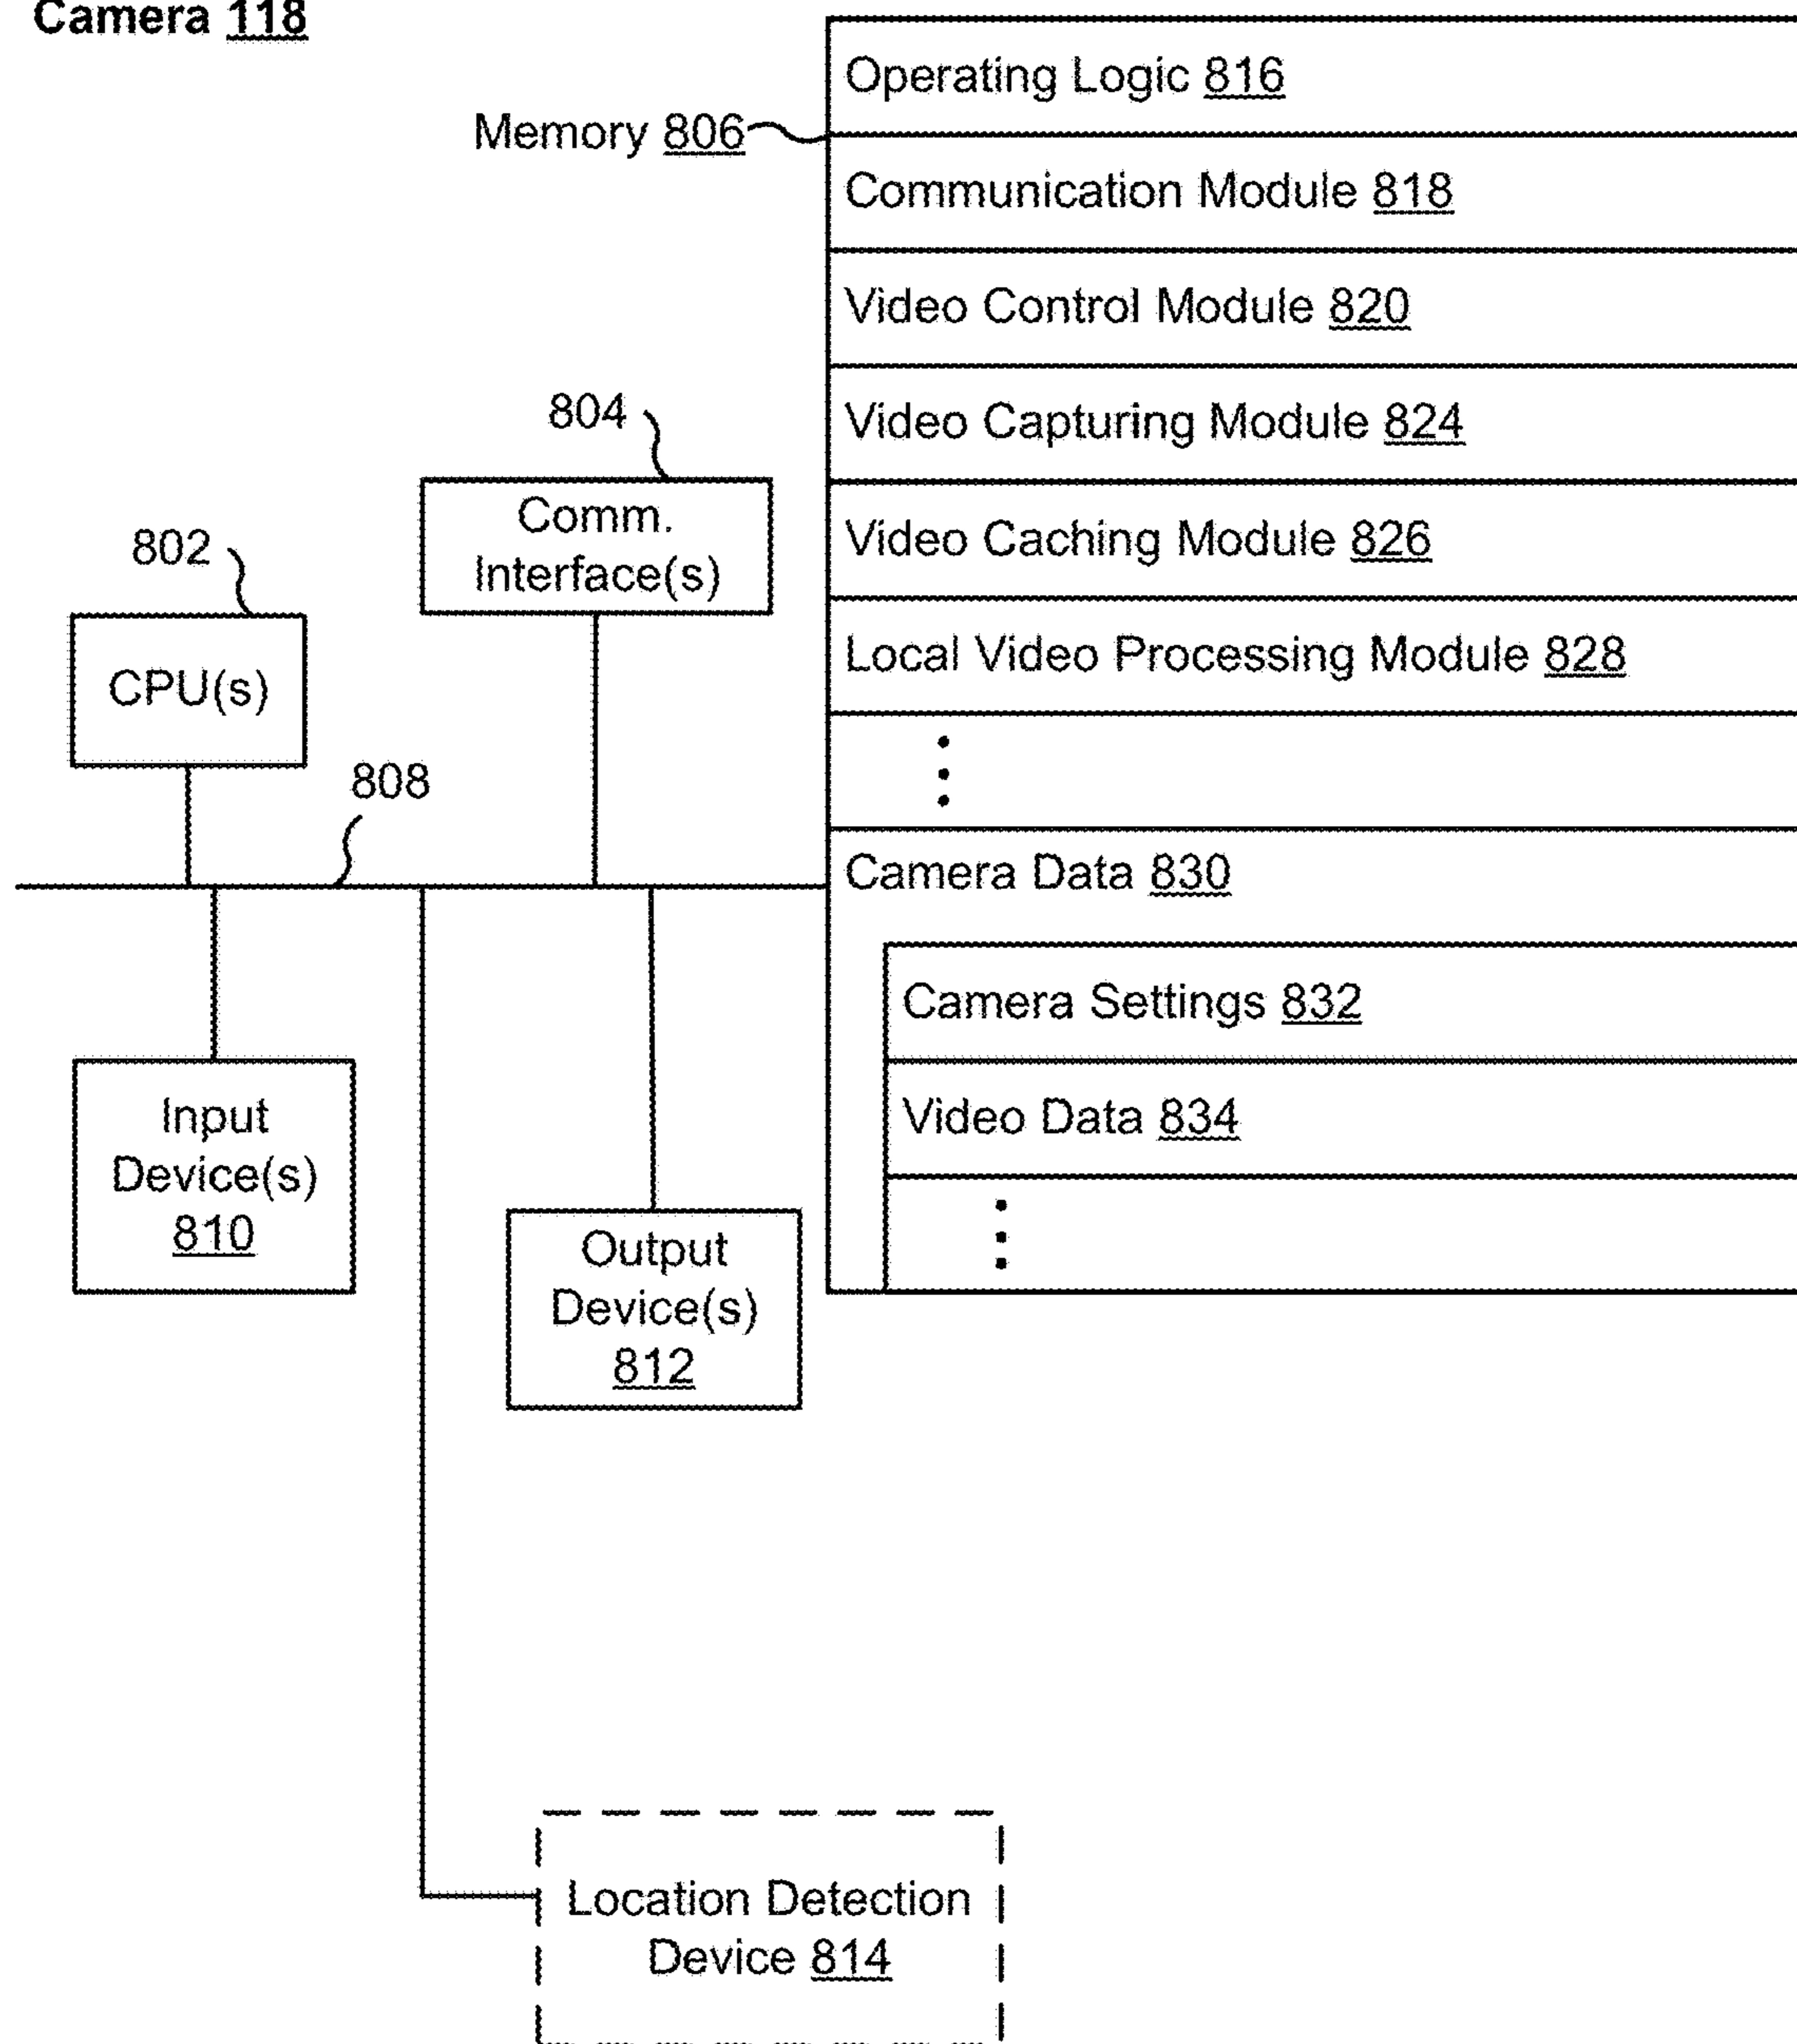 Camera 118
Operating Logic 816
Memory 806
Communication Module 818
Video Control Module 820
804
Video Capturing Module 824
Comm.
Interface(s)
802
Video Caching Module 826
CPU(s)
Local Video Processing Module 828
808
Camera Data 830
Camera Settings 832
Input
Device(s)
810
Video Data 834
Output
Device(s)
812
Location Detection
Device 814